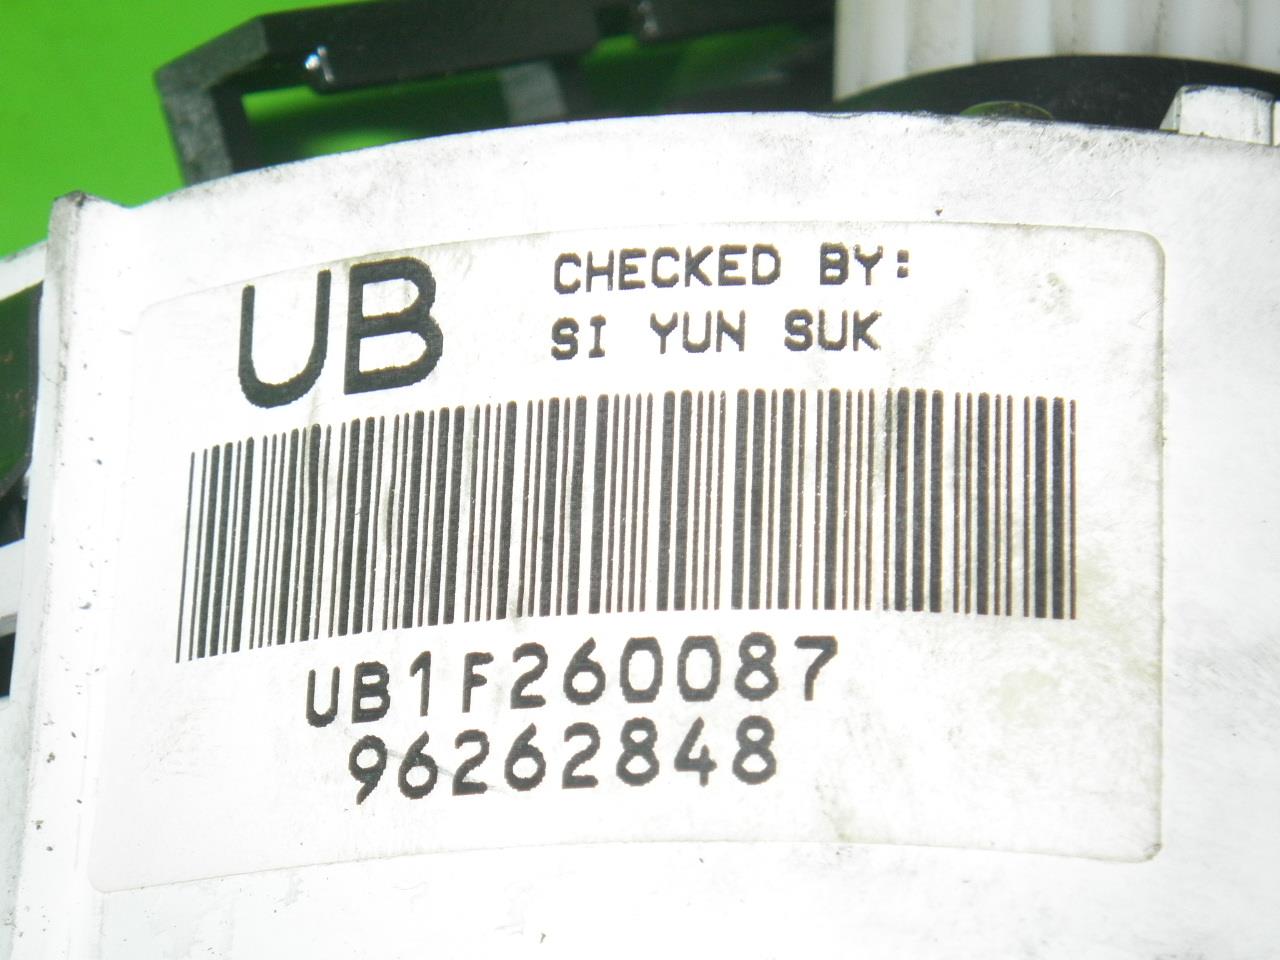 UB
CHECKED BY:
SI YUN SUK
UB1F260087
96262848